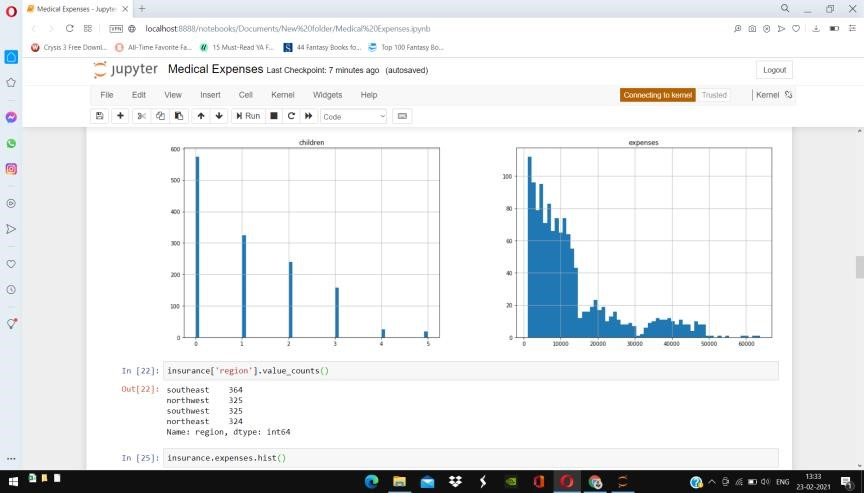 Medical Expenses - Jupyter
VPN
localhost:8888/notebooks/Documents/New%20folder/Medical%20Expenses.ipynb
Crysis 3 Free Downl...
All-Time Favorite Fa...
15 Must-Read YA F...
44 Fantasy Books fo...
Top 100 Fantasy Bo...
jupyter Medical Expenses Last Checkpoint: 7 minutes ago (autosaved)
Logout
File Edit View Insert Cell Kernel Widgets Help
Connecting to kernel
Trusted
Kernel
Run
Code
children
600
500
400
300
200
100
0
0 1 2 3 4 5
expenses
100
80
60
40
20
0
0 10000 20000 30000 40000 50000 60000
In [22]: insurance['region'].value_counts()
Out[22]: southeast 364
northwest 325
southwest 325
northeast 324
Name: region, dtype: int64
In [25]: insurance.expenses.hist()
ENG
13:33
23-02-2021